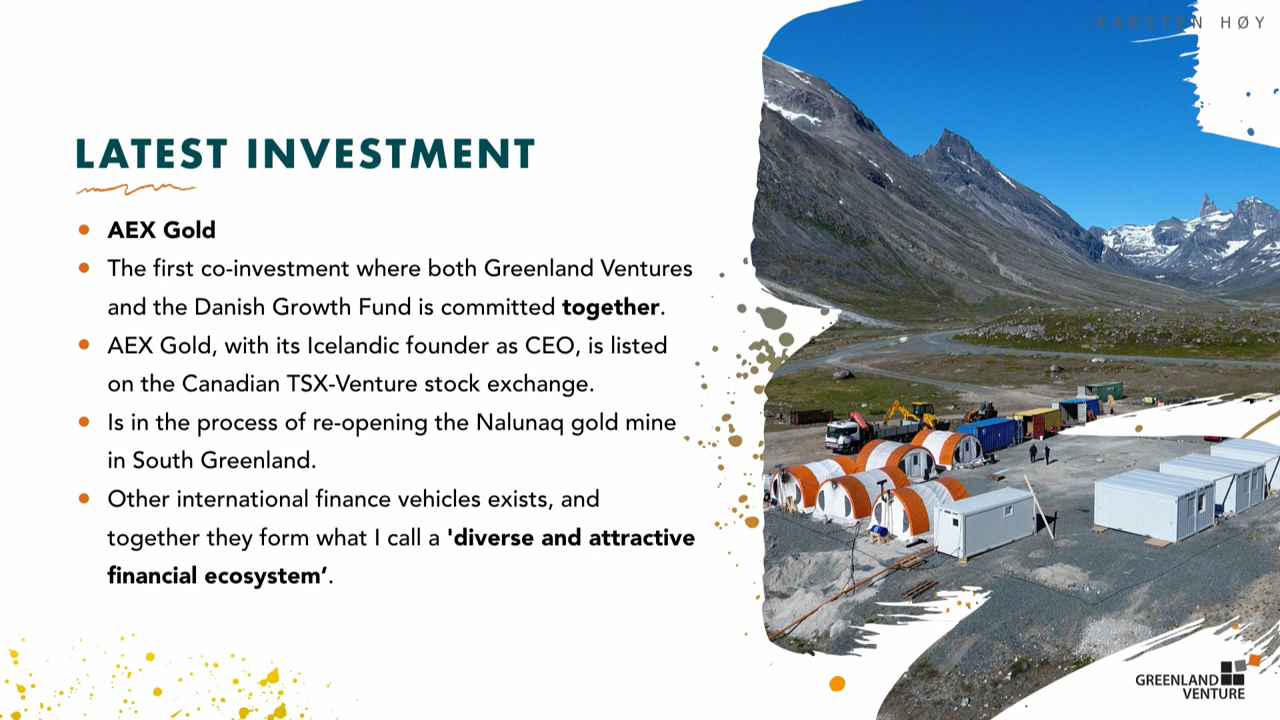 KARSTEN HØY
LATEST INVESTMENT
AEX Gold
The first co-investment where both Greenland Ventures
and the Danish Growth Fund is committed together.
AEX Gold, with its Icelandic founder as CEO, is listed
on the Canadian TSX-Venture stock exchange.
Is in the process of re-opening the Nalunaq gold mine
in South Greenland.
Other international finance vehicles exists, and
together they form what I call a 'diverse and attractive
financial ecosystem’.
GREENLAND
VENTURE